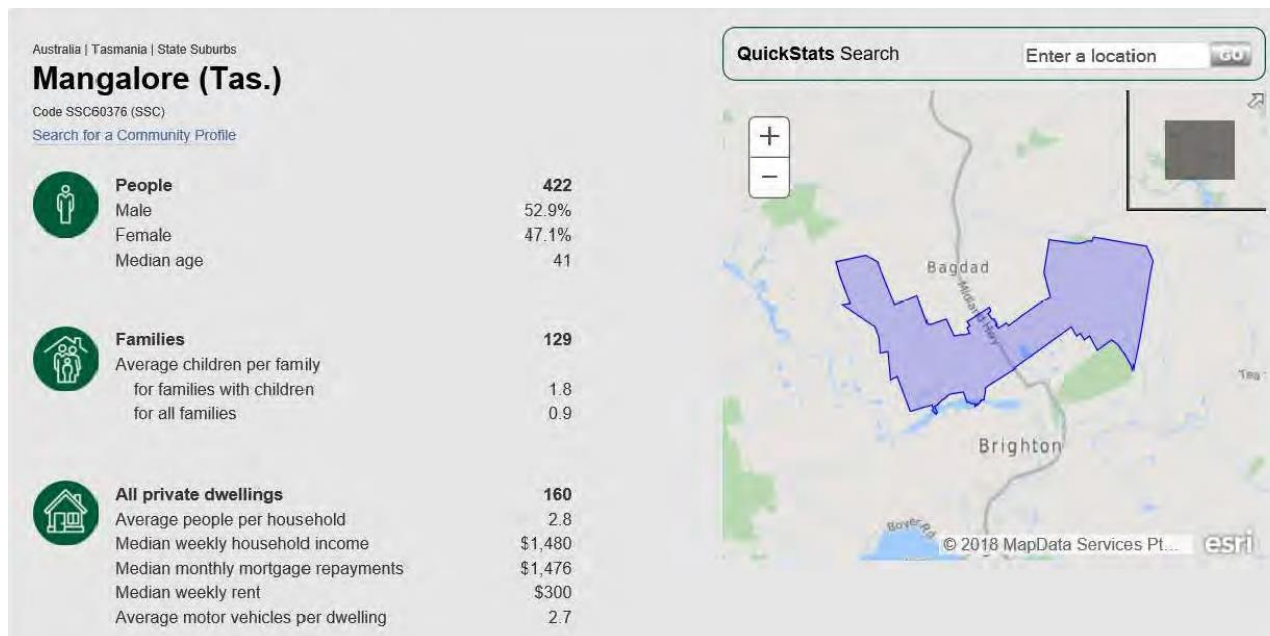 Australia | Tasmania | State Suburbs
Mangalore (Tas.)
Code SSC60376 (SSC)
Search for a Community Profile
People 422
Male 52.9%
Female 47.1%
Median age 41
Families 129
Average children per family
for families with children 1.8
for all families 0.9
All private dwellings 160
Average people per household 2.8
Median weekly household income $1,480
Median monthly mortgage repayments $1,476
Median weekly rent $300
Average motor vehicles per dwelling 2.7
QuickStats Search Enter a location GO
+
−
Bagdad
Midland Hwy
Brighton
Boyer Rd
© 2018 MapData Services Pt... esri